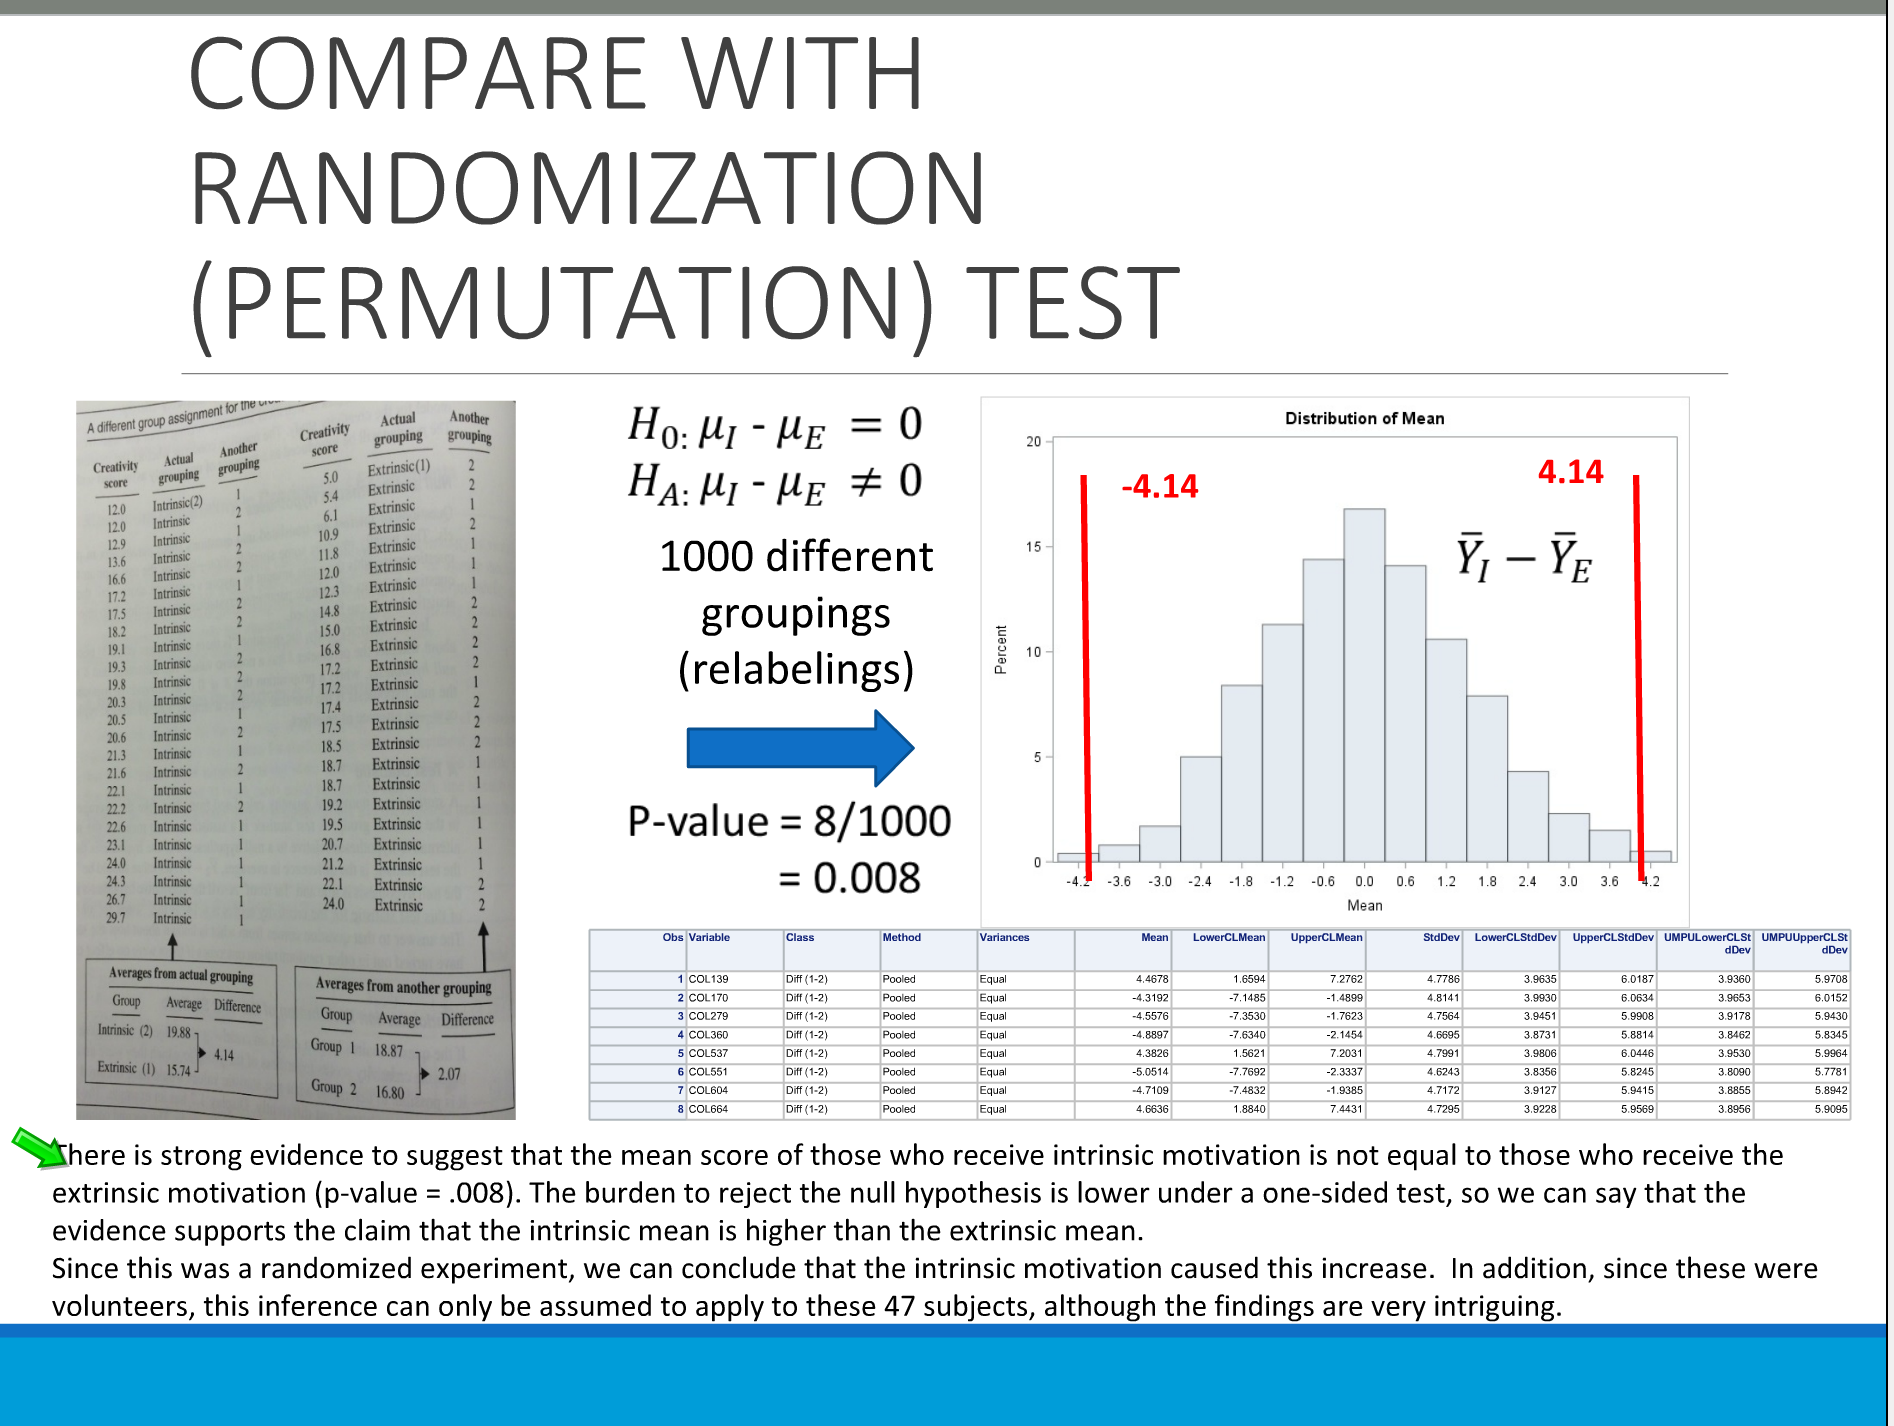 COMPARE WITH
RANDOMIZATION
(PERMUTATION) TEST
A different group assignment for the
Creativity score Actual grouping Another grouping
12.0 Intrinsic(2) 1
12.0 Intrinsic 2
12.9 Intrinsic 1
13.6 Intrinsic 2
16.6 Intrinsic 2
17.2 Intrinsic 1
17.5 Intrinsic 2
18.2 Intrinsic 2
19.1 Intrinsic 1
19.3 Intrinsic 2
19.8 Intrinsic 2
20.3 Intrinsic 2
20.5 Intrinsic 1
20.6 Intrinsic 2
21.3 Intrinsic 1
21.6 Intrinsic 2
22.1 Intrinsic 1
22.2 Intrinsic 2
22.6 Intrinsic 1
23.1 Intrinsic 1
24.0 Intrinsic 1
24.3 Intrinsic 1
26.7 Intrinsic 1
29.7 Intrinsic 1
Creativity score Actual grouping Another grouping
5.0 Extrinsic(1) 2
5.4 Extrinsic 2
6.1 Extrinsic 1
10.9 Extrinsic 2
11.8 Extrinsic 1
12.0 Extrinsic 1
12.3 Extrinsic 1
14.8 Extrinsic 2
15.0 Extrinsic 2
16.8 Extrinsic 2
17.2 Extrinsic 2
17.2 Extrinsic 1
17.4 Extrinsic 2
17.5 Extrinsic 2
18.5 Extrinsic 2
18.7 Extrinsic 1
18.7 Extrinsic 1
19.2 Extrinsic 1
19.5 Extrinsic 1
20.7 Extrinsic 1
21.2 Extrinsic 1
22.1 Extrinsic 2
24.0 Extrinsic 2
Averages from actual grouping
Group Average Difference
Intrinsic (2) 19.88
4.14
Extrinsic (1) 15.74
Averages from another grouping
Group Average Difference
Group 1 18.87
2.07
Group 2 16.80
H0: μI - μE = 0
HA: μI - μE ≠ 0
1000 different
groupings
(relabelings)
P-value = 8/1000
= 0.008
Distribution of Mean
-4.14
4.14
ȲI − ȲE
Percent
20
15
10
5
0
-4.2 -3.6 -3.0 -2.4 -1.8 -1.2 -0.6 0.0 0.6 1.2 1.8 2.4 3.0 3.6 4.2
Mean
Obs Variable Class Method Variances Mean LowerCLMean UpperCLMean StdDev LowerCLStdDev UpperCLStdDev UMPULowerCLStdDev UMPUUpperCLStdDev
1 COL139 Diff (1-2) Pooled Equal 4.4678 1.6594 7.2762 4.7786 3.9635 6.0187 3.9360 5.9708
2 COL170 Diff (1-2) Pooled Equal -4.3192 -7.1485 -1.4899 4.8141 3.9930 6.0634 3.9653 6.0152
3 COL279 Diff (1-2) Pooled Equal -4.5576 -7.3530 -1.7623 4.7564 3.9451 5.9908 3.9178 5.9430
4 COL360 Diff (1-2) Pooled Equal -4.8897 -7.6340 -2.1454 4.6695 3.8731 5.8814 3.8462 5.8345
5 COL537 Diff (1-2) Pooled Equal 4.3826 1.5621 7.2031 4.7991 3.9806 6.0446 3.9530 5.9964
6 COL551 Diff (1-2) Pooled Equal -5.0514 -7.7692 -2.3337 4.6243 3.8356 5.8245 3.8090 5.7781
7 COL604 Diff (1-2) Pooled Equal -4.7109 -7.4832 -1.9385 4.7172 3.9127 5.9415 3.8855 5.8942
8 COL664 Diff (1-2) Pooled Equal 4.6636 1.8840 7.4431 4.7295 3.9228 5.9569 3.8956 5.9095
There is strong evidence to suggest that the mean score of those who receive intrinsic motivation is not equal to those who receive the
extrinsic motivation (p-value = .008). The burden to reject the null hypothesis is lower under a one-sided test, so we can say that the
evidence supports the claim that the intrinsic mean is higher than the extrinsic mean.
Since this was a randomized experiment, we can conclude that the intrinsic motivation caused this increase. In addition, since these were
volunteers, this inference can only be assumed to apply to these 47 subjects, although the findings are very intriguing.